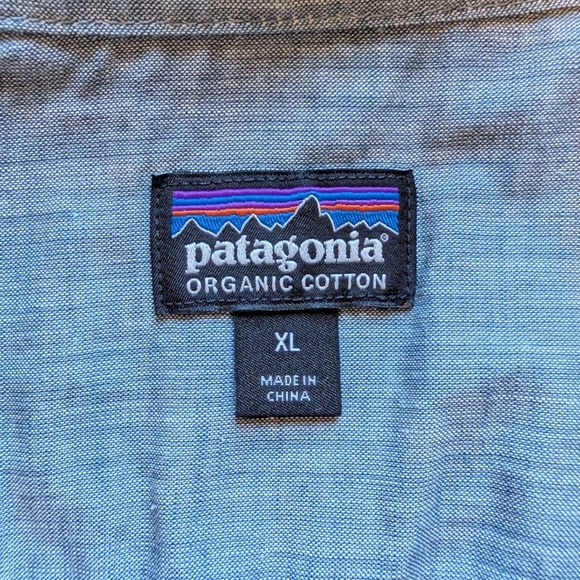 patagonia®
ORGANIC COTTON
XL
MADE IN
CHINA